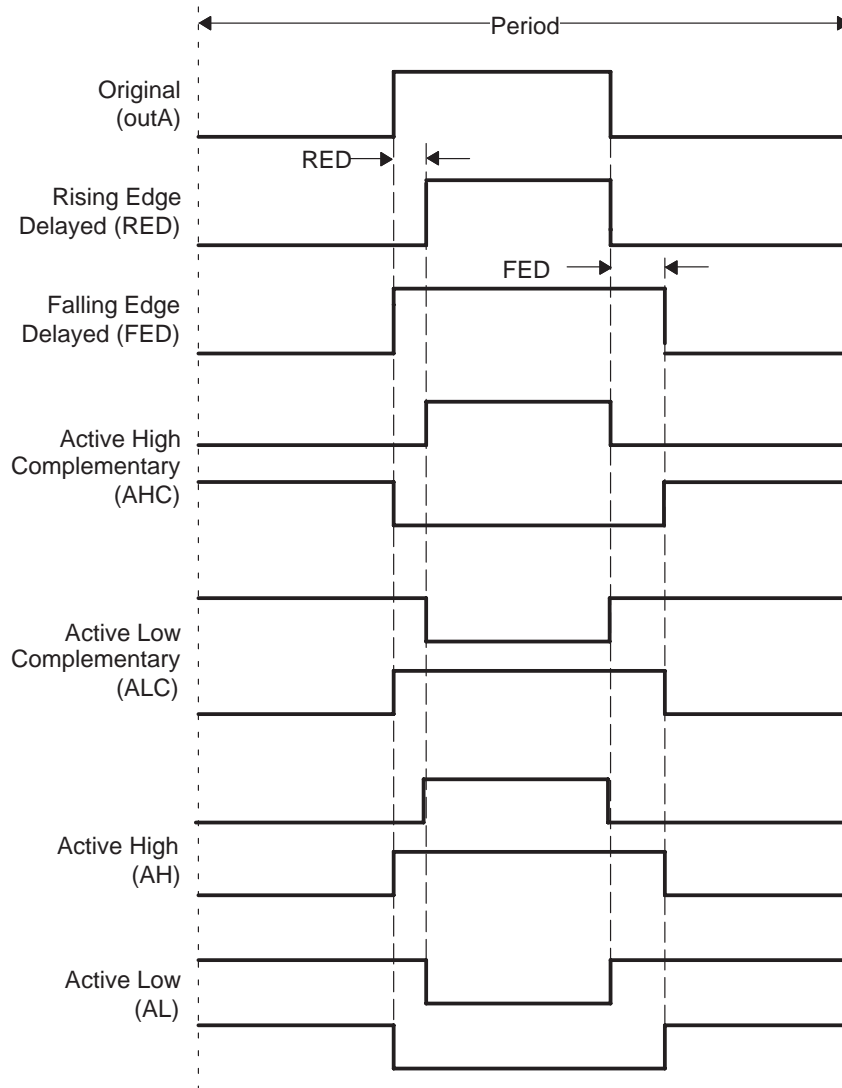 Period
Original
(outA)
RED
Rising Edge
Delayed (RED)
FED
Falling Edge
Delayed (FED)
Active High
Complementary
(AHC)
Active Low
Complementary
(ALC)
Active High
(AH)
Active Low
(AL)